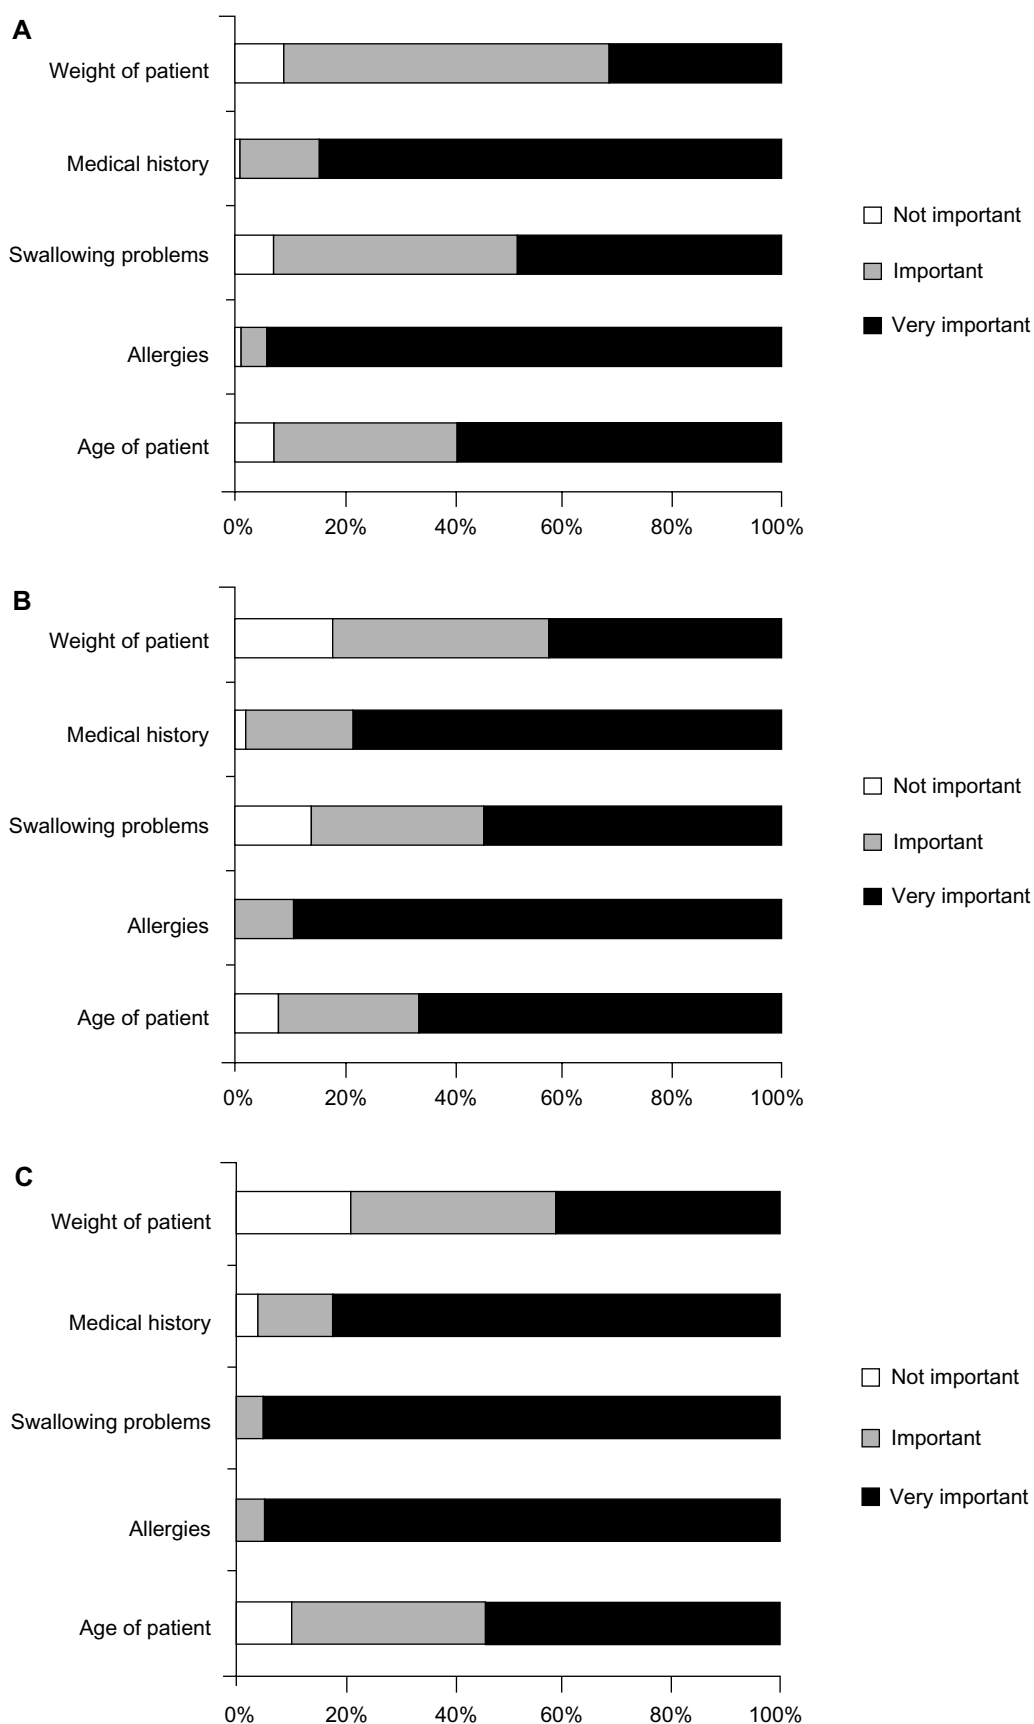 A
Weight of patient
Medical history
Swallowing problems
Allergies
Age of patient
0% 20% 40% 60% 80% 100%
Not important
Important
Very important
B
Weight of patient
Medical history
Swallowing problems
Allergies
Age of patient
0% 20% 40% 60% 80% 100%
Not important
Important
Very important
C
Weight of patient
Medical history
Swallowing problems
Allergies
Age of patient
0% 20% 40% 60% 80% 100%
Not important
Important
Very important